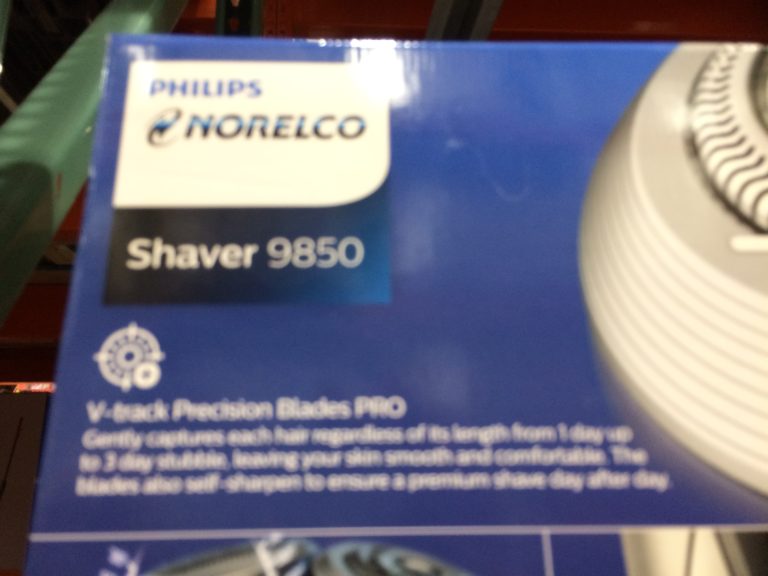 PHILIPS
NORELCO
Shaver 9850
V-track Precision Blades PRO
Gently captures each hair regardless of its length from 1 day up
to 3 day stubble, leaving your skin smooth and comfortable. The
blades also self-sharpen to ensure a premium shave day after day.